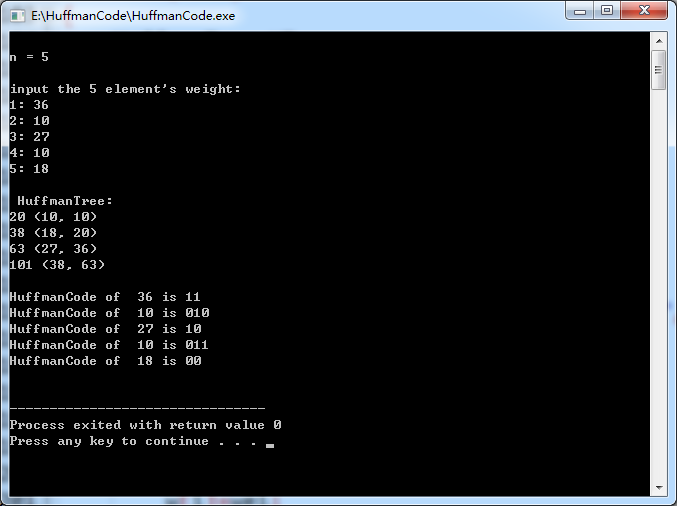 E:\HuffmanCode\HuffmanCode.exe
n = 5
input the 5 element's weight:
1: 36
2: 10
3: 27
4: 10
5: 18
HuffmanTree:
20 (10, 10)
38 (18, 20)
63 (27, 36)
101 (38, 63)
HuffmanCode of  36 is 11
HuffmanCode of  10 is 010
HuffmanCode of  27 is 10
HuffmanCode of  10 is 011
HuffmanCode of  18 is 00
--------------------------------
Process exited with return value 0
Press any key to continue . . .